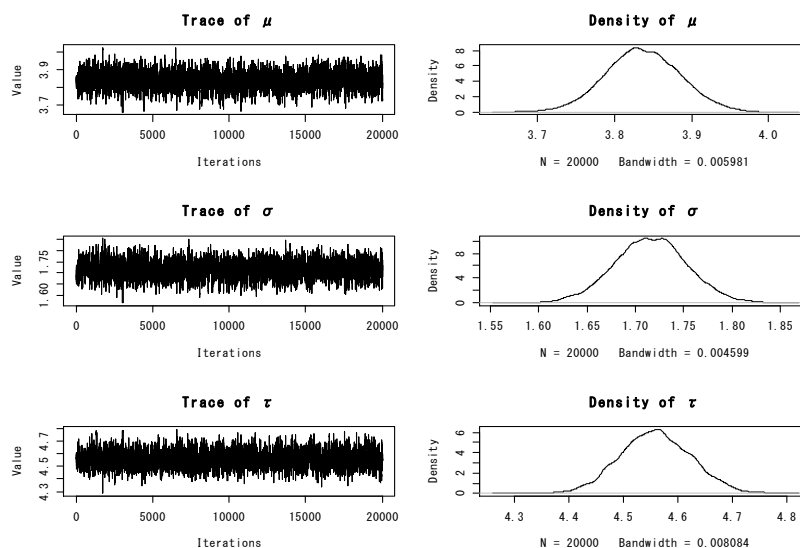 Trace of μ
Value
3.7 3.9
0 5000 10000 15000 20000
Iterations
Density of μ
Density
0 2 4 6 8
3.7 3.8 3.9 4.0
N = 20000 Bandwidth = 0.005981
Trace of σ
Value
1.60 1.75
0 5000 10000 15000 20000
Iterations
Density of σ
Density
0 4 8
1.55 1.60 1.65 1.70 1.75 1.80 1.85
N = 20000 Bandwidth = 0.004599
Trace of τ
Value
4.3 4.5 4.7
0 5000 10000 15000 20000
Iterations
Density of τ
Density
0 2 4 6
4.3 4.4 4.5 4.6 4.7 4.8
N = 20000 Bandwidth = 0.008084